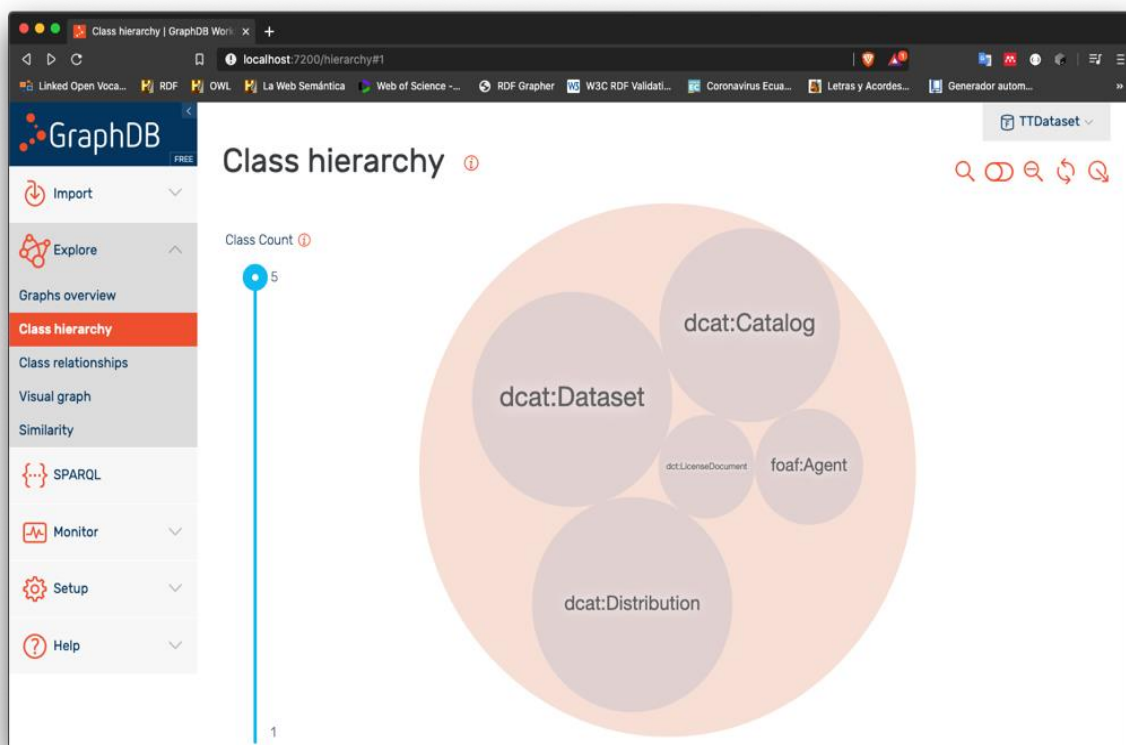 Class hierarchy | GraphDB Work
localhost:7200/hierarchy#1
Linked Open Voca... RDF OWL La Web Semántica Web of Science -... RDF Grapher W3C RDF Validati... Coronavirus Ecua... Letras y Acordes... Generador autom... »
GraphDB
FREE
TTDataset
Class hierarchy
Import
Explore
Graphs overview
Class hierarchy
Class relationships
Visual graph
Similarity
SPARQL
Monitor
Setup
Help
Class Count
5
1
dcat:Catalog
dcat:Dataset
dct:LicenseDocument
foaf:Agent
dcat:Distribution